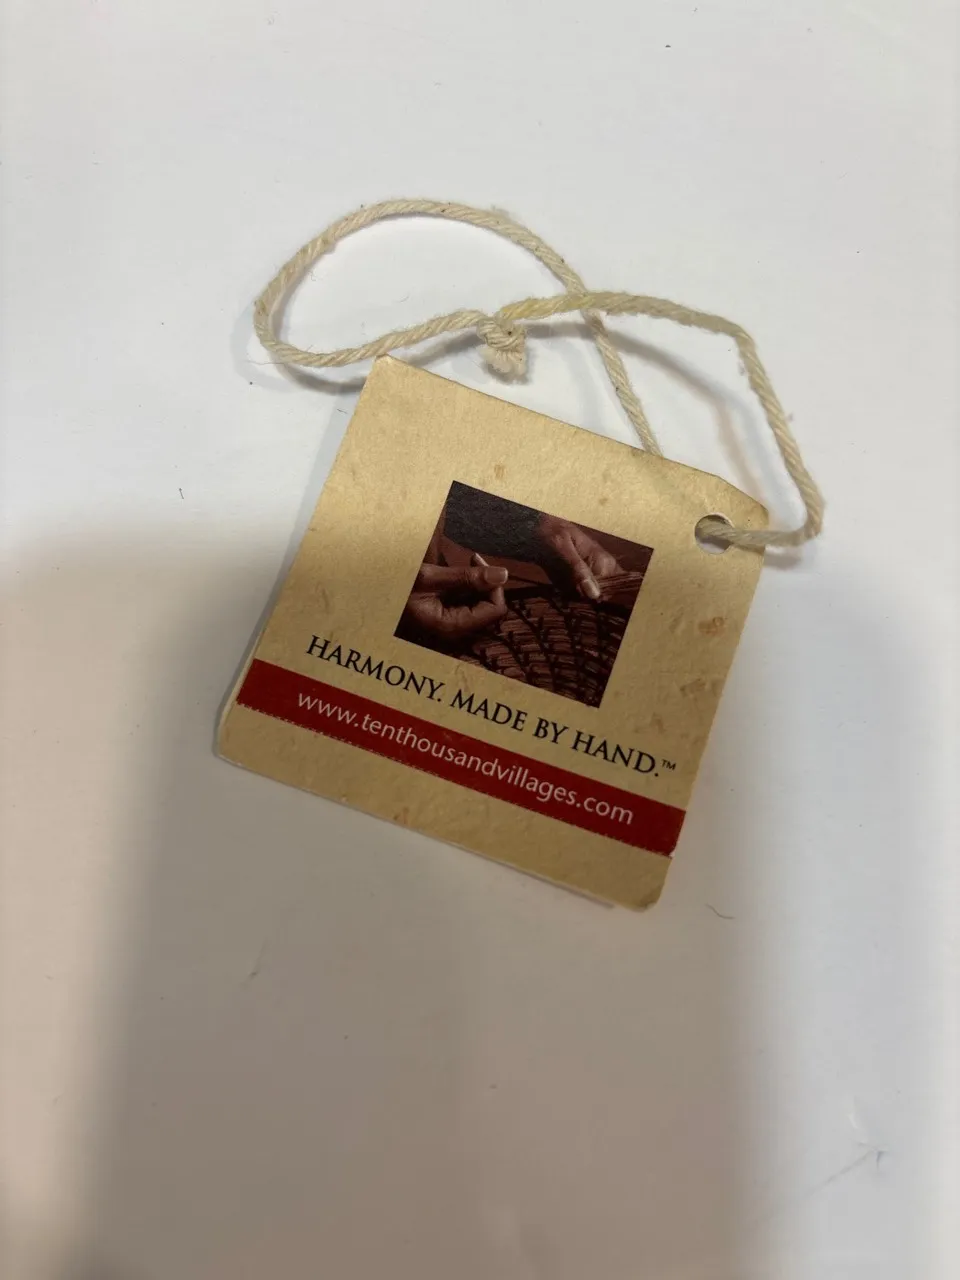 HARMONY. MADE BY HAND.™
www.tenthousandvillages.com